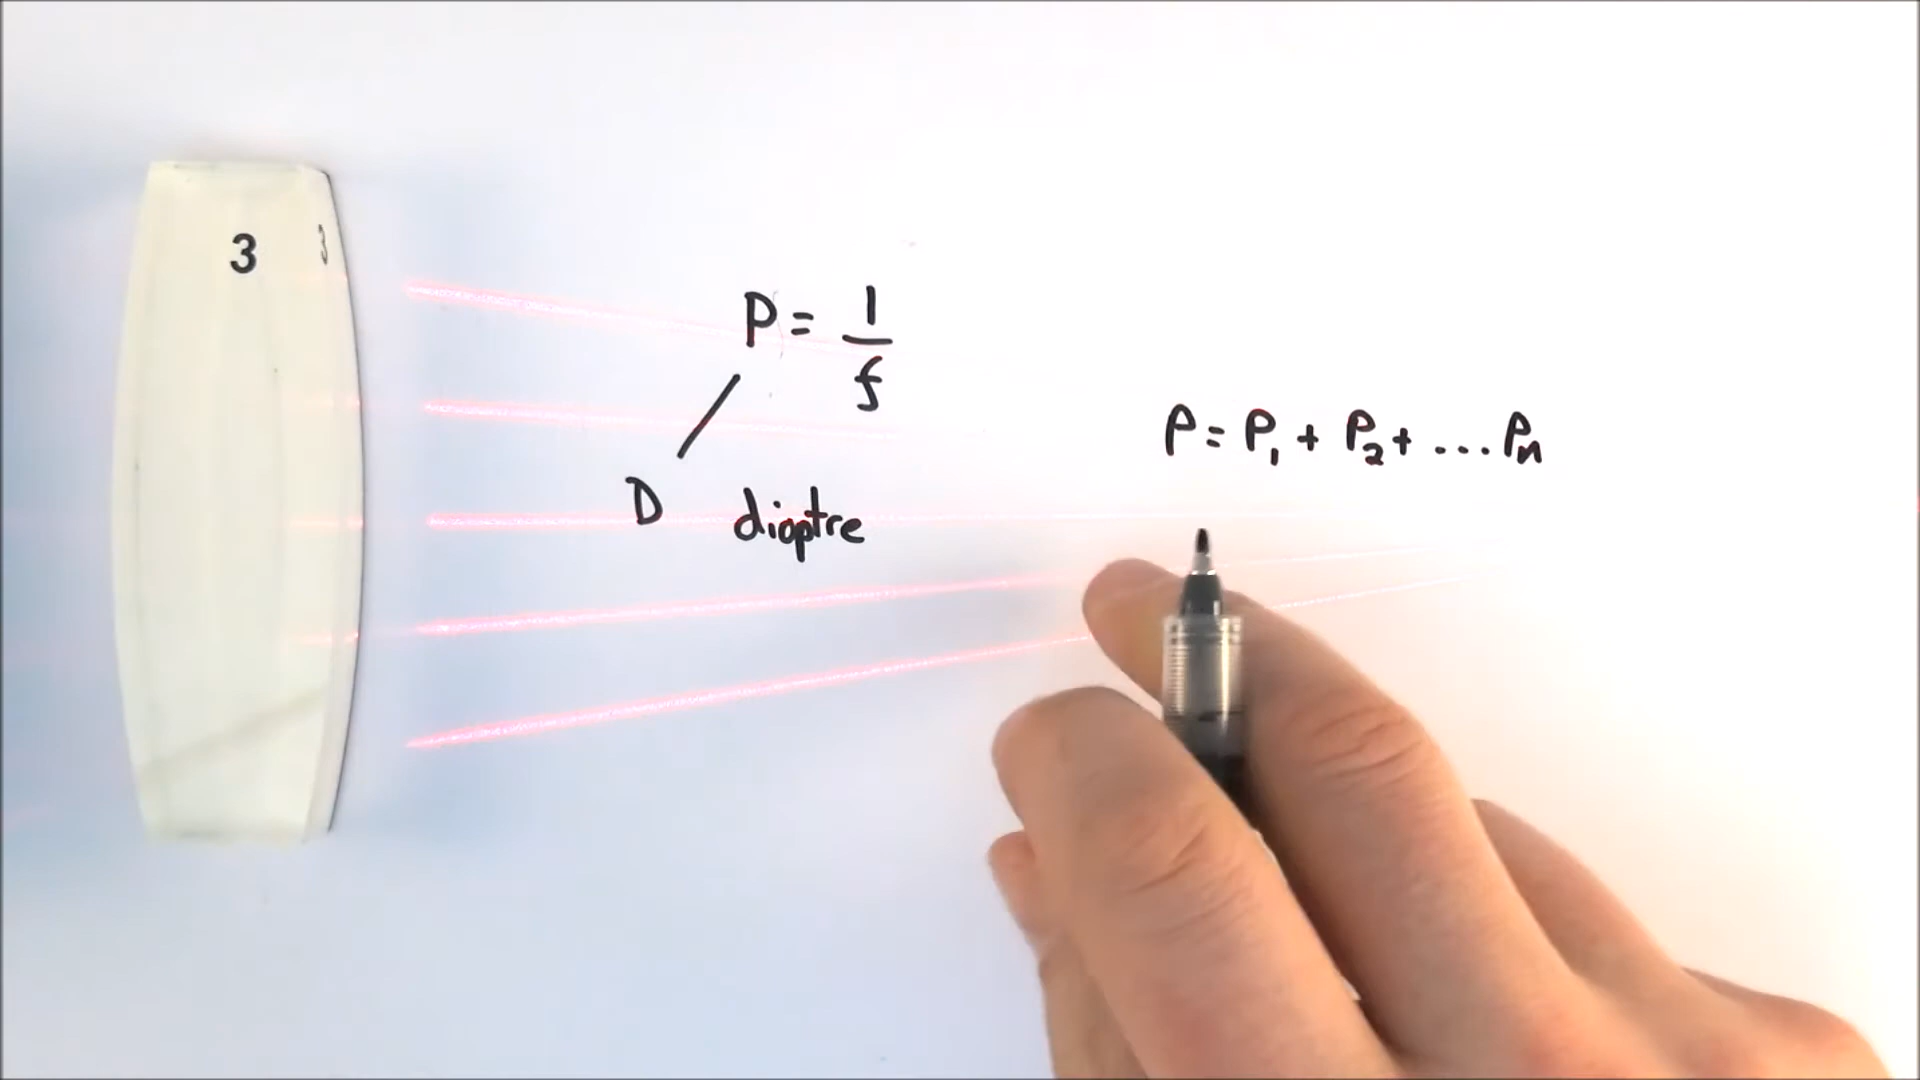 3 3
P = 1/f
P = P₁ + P₂ + ... Pₙ
D dioptre